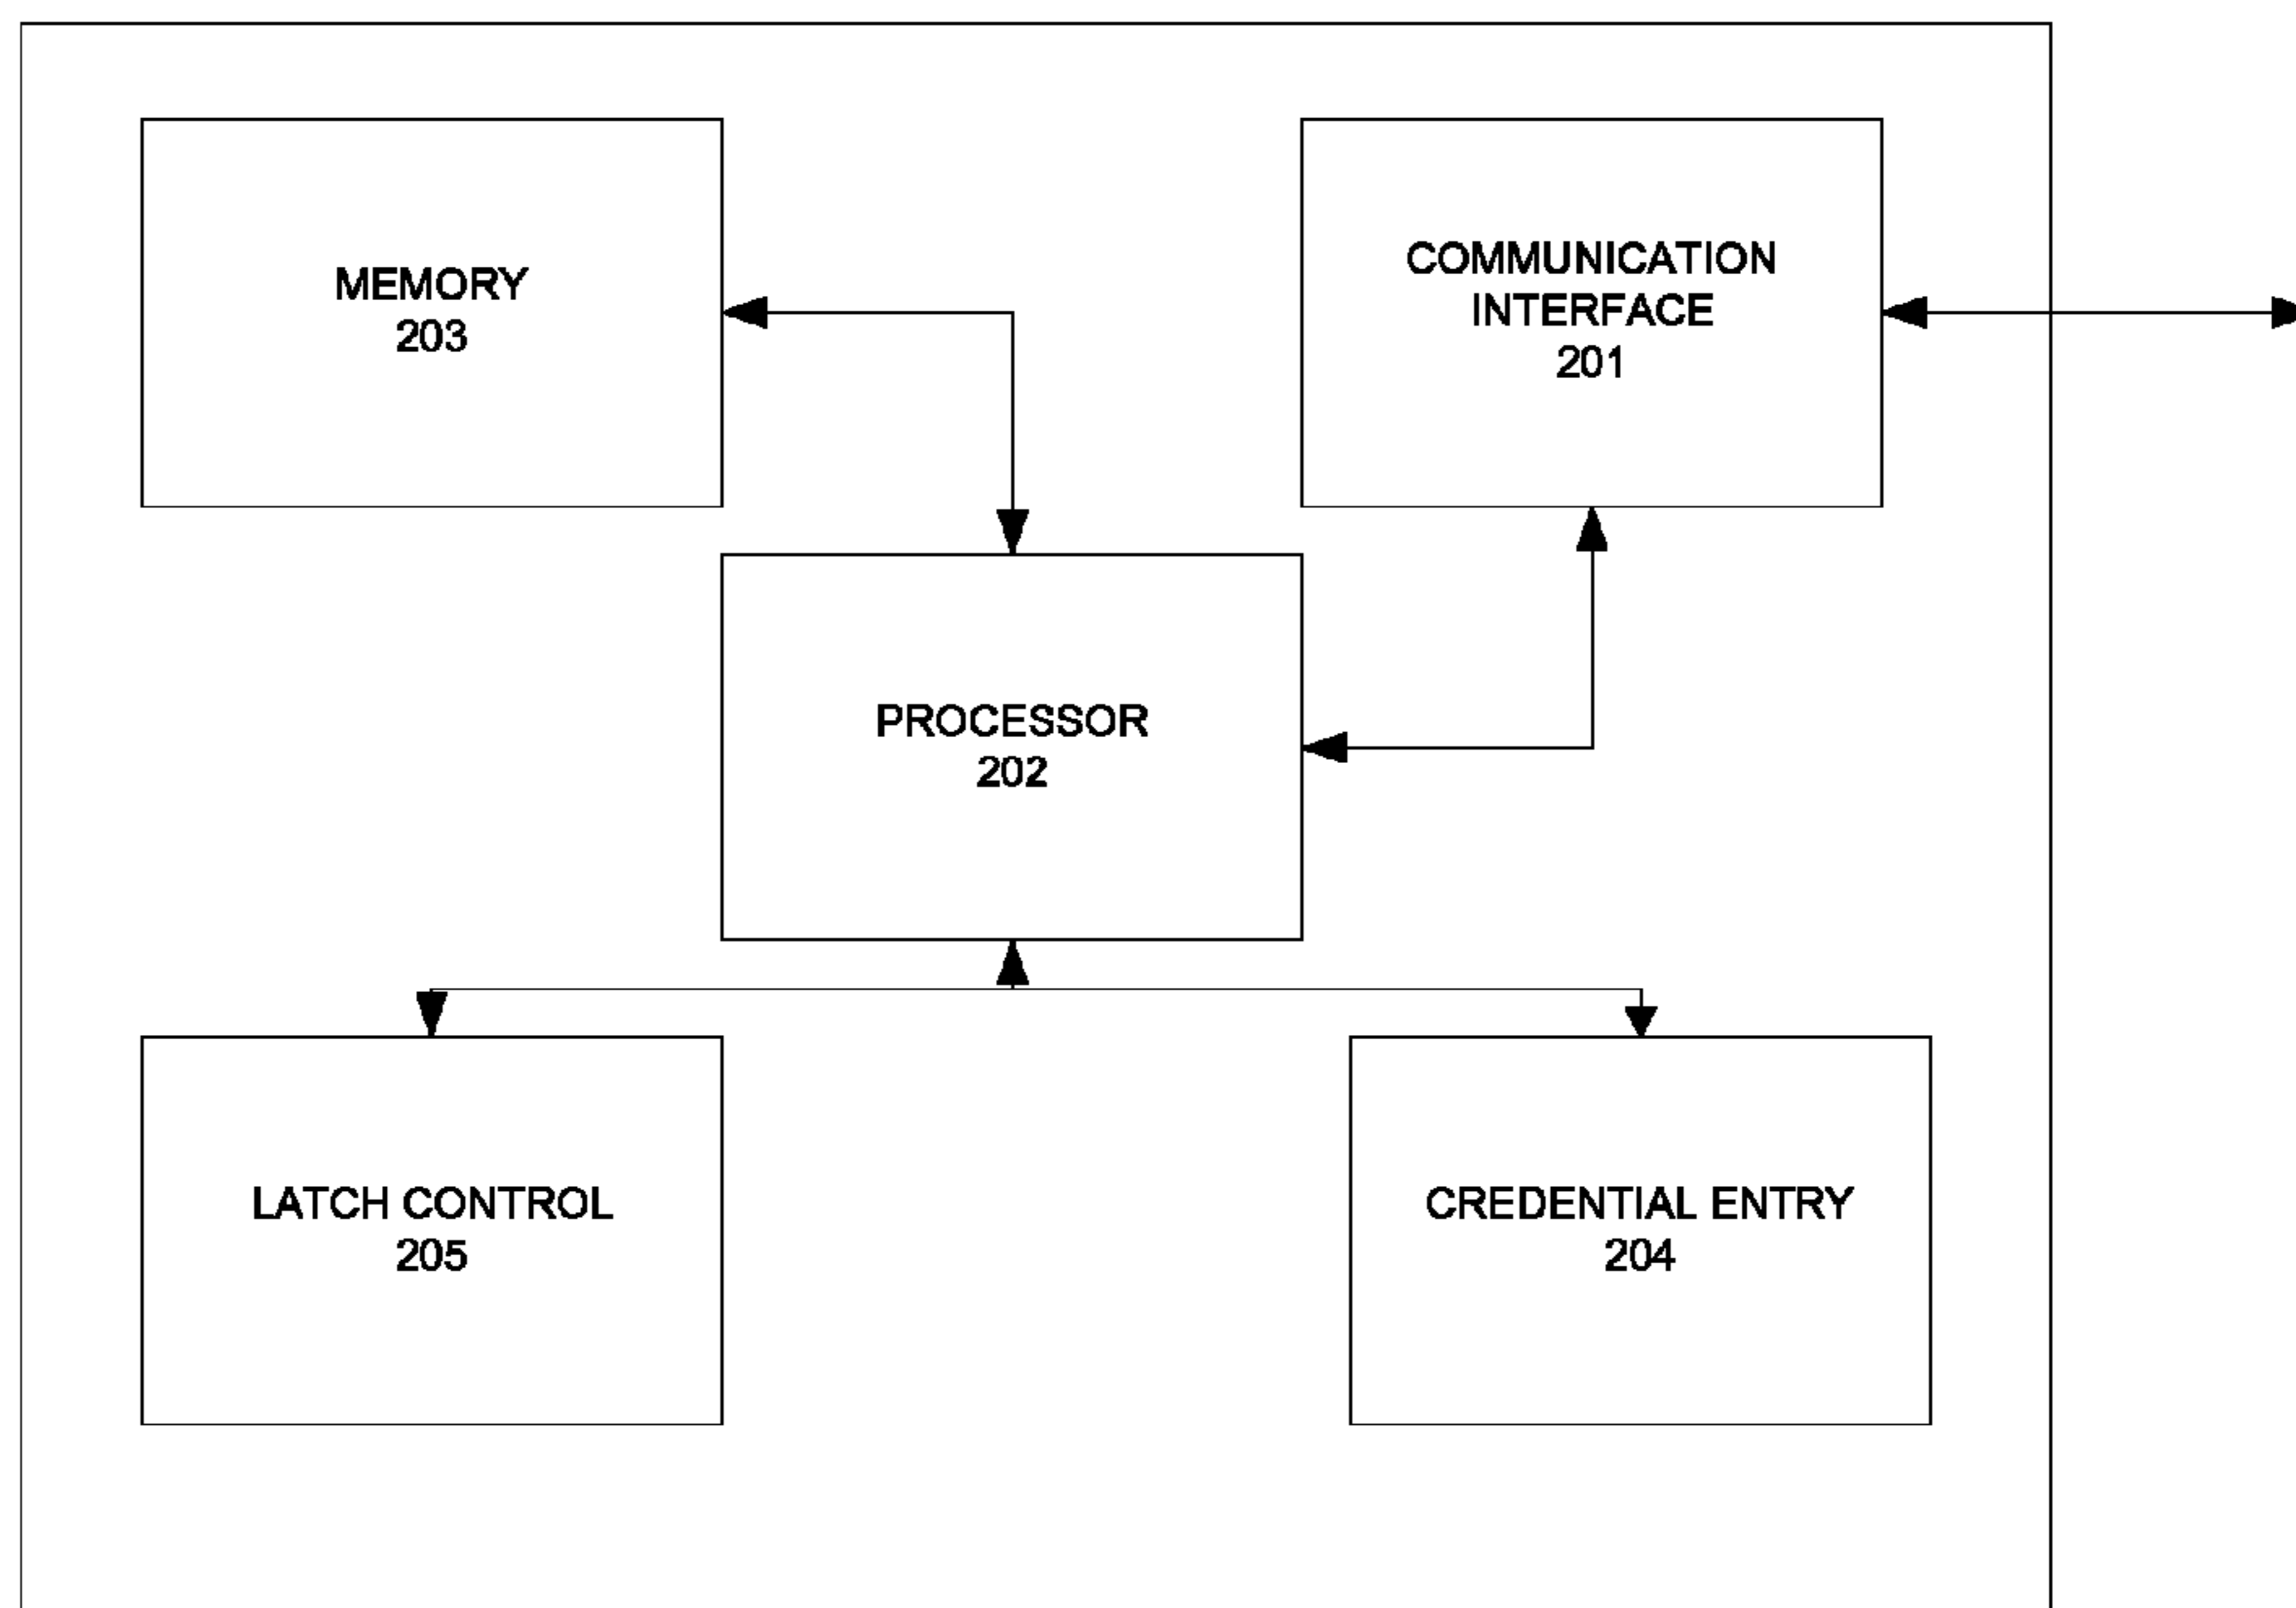 MEMORY
203
COMMUNICATION
INTERFACE
201
PROCESSOR
202
LATCH CONTROL
205
CREDENTIAL ENTRY
204